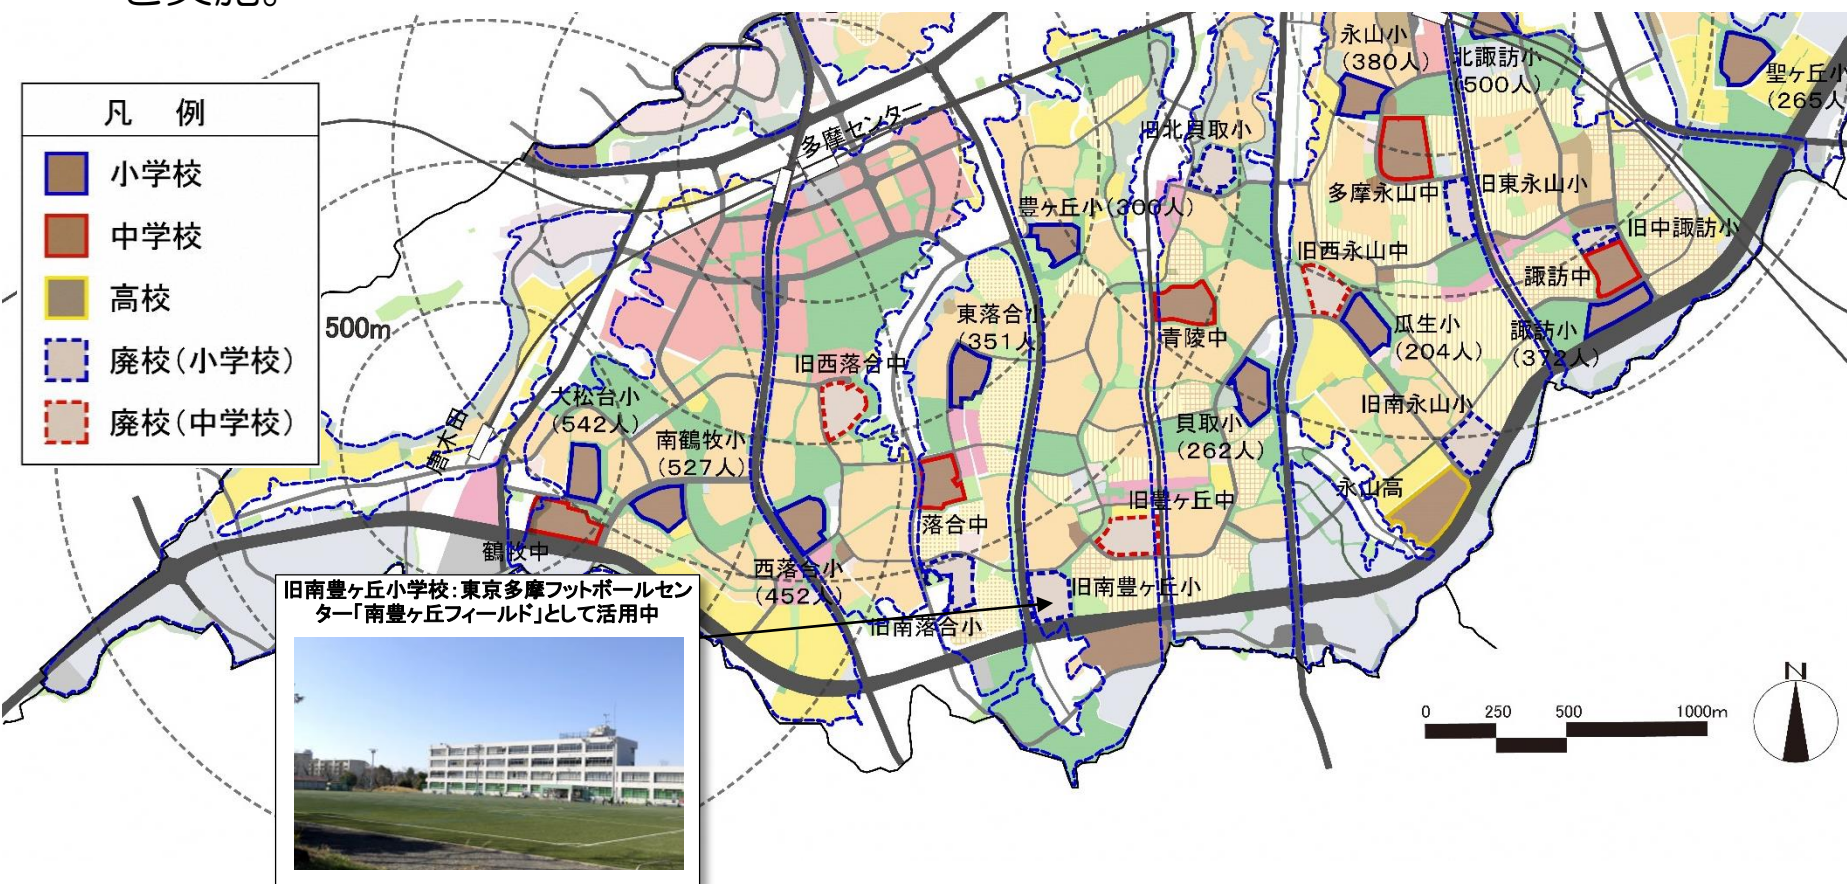 と実施。
凡 例
小学校
中学校
高校
廃校(小学校)
廃校(中学校)
500m
多摩センター
唐木田
永山小
(380人)
北諏訪小
(500人)
聖ヶ丘小
(265人
旧北貝取小
多摩永山中
旧東永山小
豊ヶ丘小(300人)
旧中諏訪小
旧西永山中
諏訪中
東落合小
(351人)
青陵中
瓜生小
(204人)
諏訪小
(372人)
旧西落合中
大松台小
(542人)
南鶴牧小
(527人)
貝取小
(262人)
旧南永山小
永山高
旧豊ヶ丘中
落合中
鶴牧中
西落合小
(452人)
旧南豊ヶ丘小
旧南落合小
旧南豊ヶ丘小学校:東京多摩フットボールセン
ター「南豊ヶ丘フィールド」として活用中
N
0 250 500 1000m